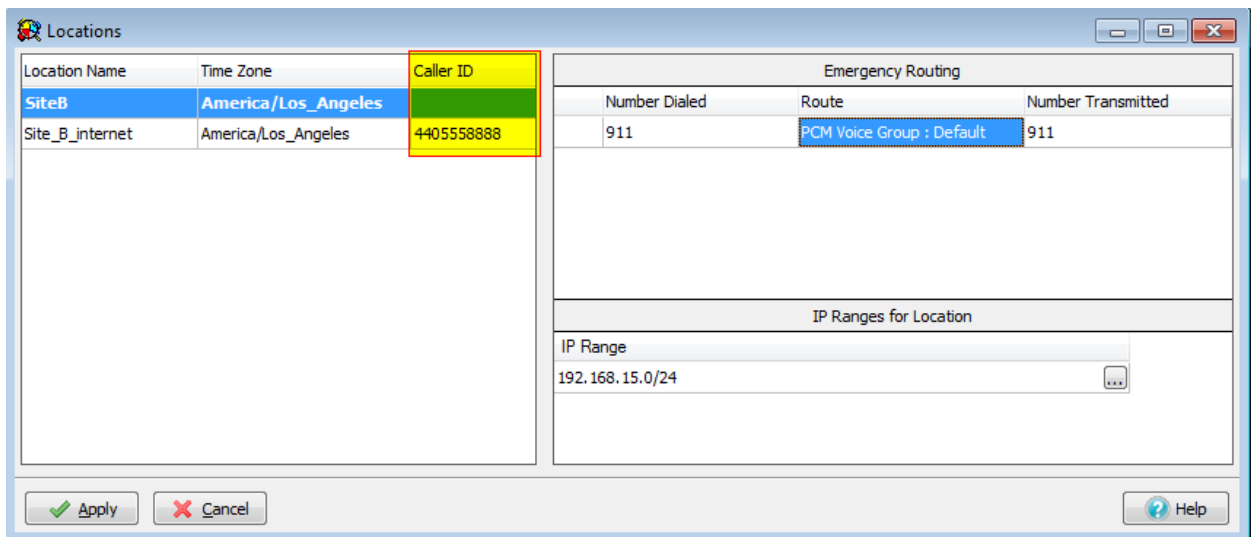 Locations
Location Name Time Zone Caller ID
SiteB America/Los_Angeles
Site_B_internet America/Los_Angeles 4405558888
Emergency Routing
Number Dialed Route Number Transmitted
911 PCM Voice Group : Default 911
IP Ranges for Location
IP Range
192.168.15.0/24 ...
Apply Cancel Help